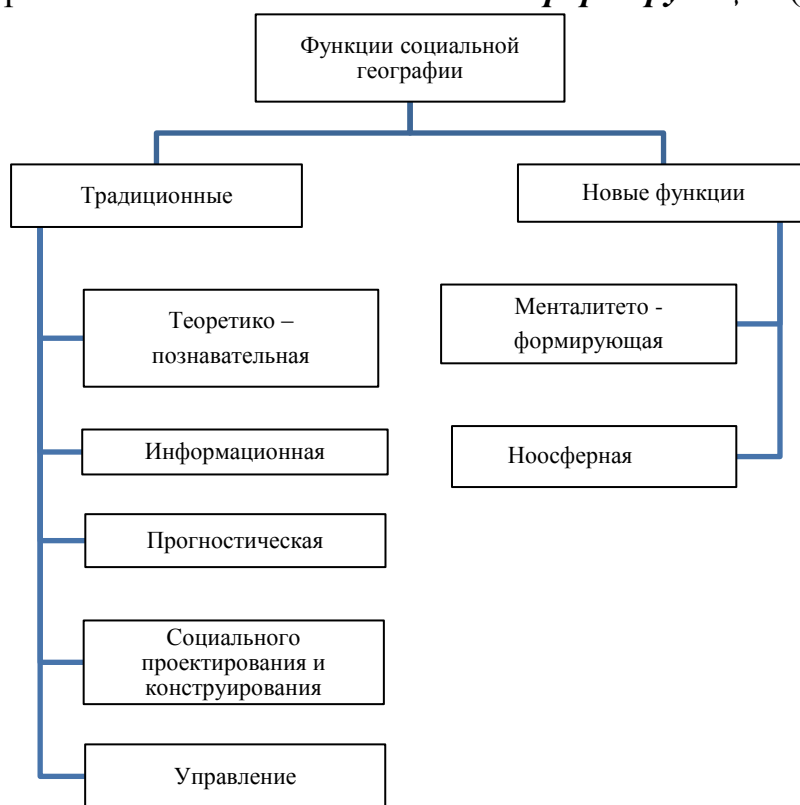 Функции социальной
географии
Традиционные
Новые функции
Теоретико –
познавательная
Информационная
Прогностическая
Социального
проектирования и
конструирования
Управление
Менталитето -
формирующая
Ноосферная